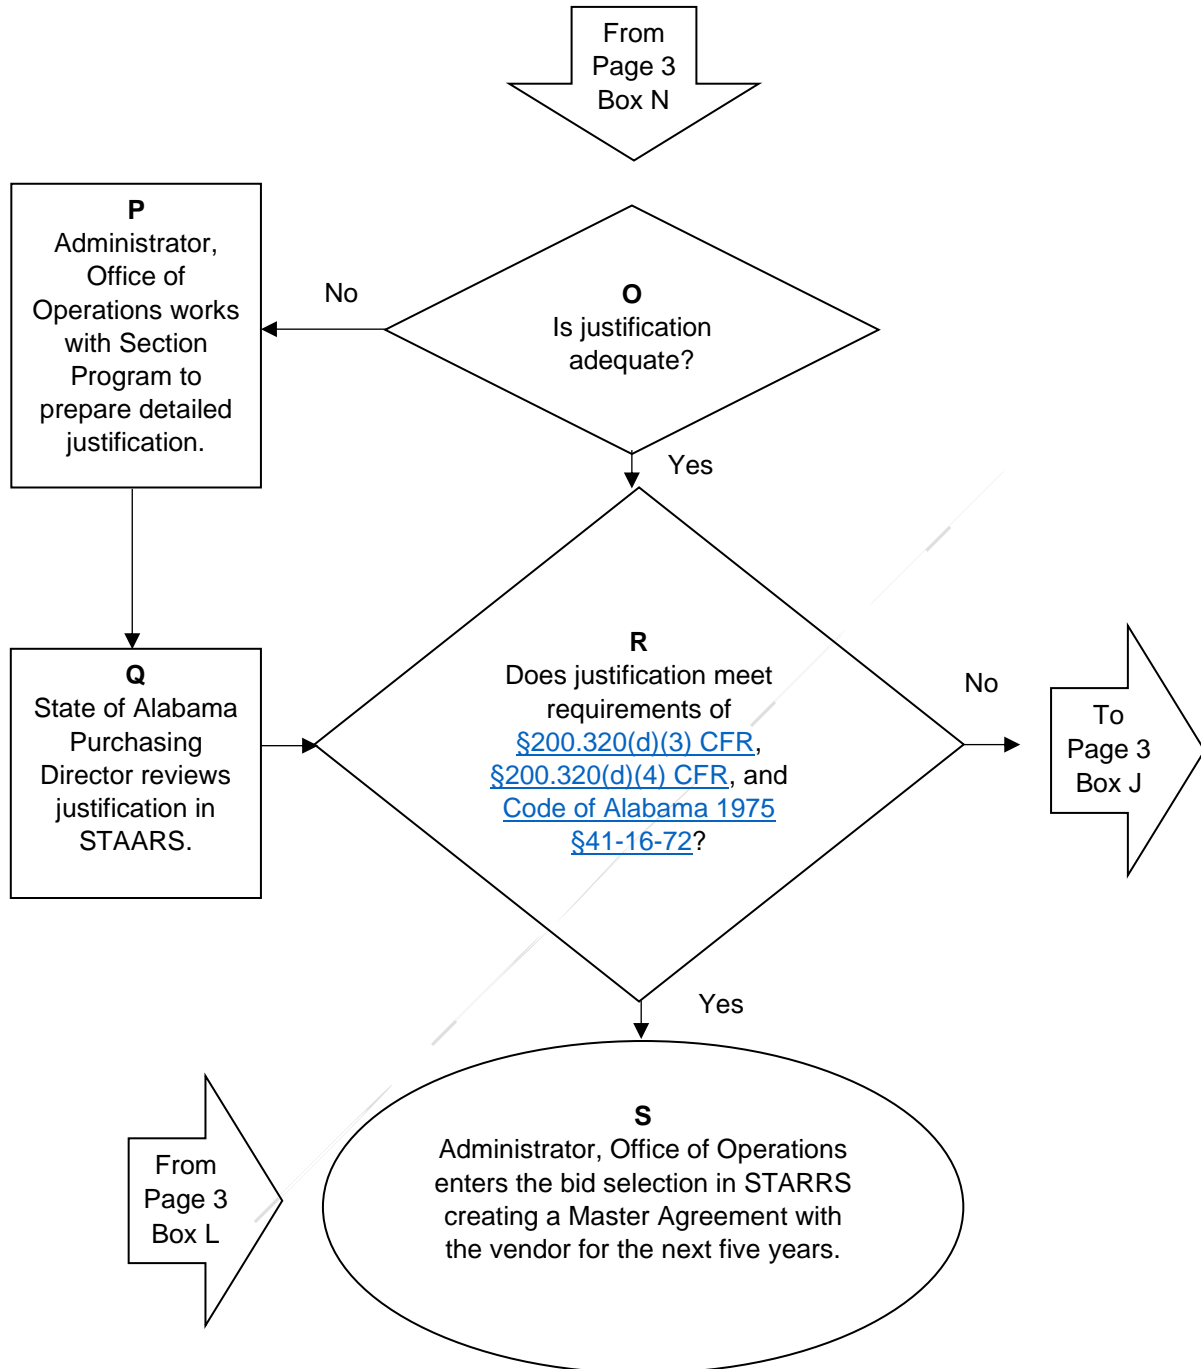 From
Page 3
Box N
P
Administrator,
Office of
Operations works
with Section
Program to
prepare detailed
justification.
No
O
Is justification
adequate?
Yes
Q
State of Alabama
Purchasing
Director reviews
justification in
STAARS.
R
Does justification meet
requirements of
§200.320(d)(3) CFR,
§200.320(d)(4) CFR, and
Code of Alabama 1975
§41-16-72?
No
To
Page 3
Box J
Yes
From
Page 3
Box L
S
Administrator, Office of Operations
enters the bid selection in STARRS
creating a Master Agreement with
the vendor for the next five years.